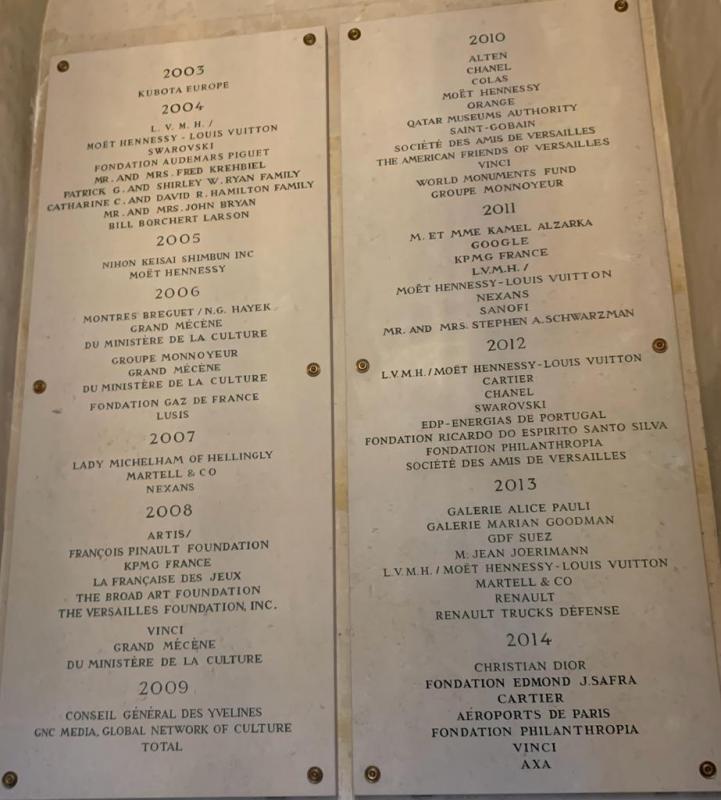 2003
KUBOTA EUROPE
2004
L. V. M. H. /
MOËT HENNESSY - LOUIS VUITTON
SWAROVSKI
FONDATION AUDEMARS PIGUET
MR. AND MRS. FRED KREHBIEL
PATRICK G. AND SHIRLEY W. RYAN FAMILY
CATHARINE C. AND DAVID R. HAMILTON FAMILY
MR. AND MRS. JOHN BRYAN
BILL BORCHERT LARSON
2005
NIHON KEISAI SHIMBUN INC
MOËT HENNESSY
2006
MONTRES BREGUET / N.G. HAYEK
GRAND MÉCÈNE
DU MINISTÈRE DE LA CULTURE
GROUPE MONNOYEUR
GRAND MÉCÈNE
DU MINISTÈRE DE LA CULTURE
FONDATION GAZ DE FRANCE
LUSIS
2007
LADY MICHELHAM OF HELLINGLY
MARTELL & CO
NEXANS
2008
ARTIS/
FRANÇOIS PINAULT FOUNDATION
KPMG FRANCE
LA FRANÇAISE DES JEUX
THE BROAD ART FOUNDATION
THE VERSAILLES FOUNDATION, INC.
VINCI
GRAND MÉCÈNE
DU MINISTÈRE DE LA CULTURE
2009
CONSEIL GÉNÉRAL DES YVELINES
GNC MEDIA, GLOBAL NETWORK OF CULTURE
TOTAL
2010
ALTEN
CHANEL
COLAS
MOËT HENNESSY
ORANGE
QATAR MUSEUMS AUTHORITY
SAINT-GOBAIN
SOCIÉTÉ DES AMIS DE VERSAILLES
THE AMERICAN FRIENDS OF VERSAILLES
VINCI
WORLD MONUMENTS FUND
GROUPE MONNOYEUR
2011
M. ET MME KAMEL ALZARKA
GOOGLE
KPMG FRANCE
L.V.M.H. /
MOËT HENNESSY-LOUIS VUITTON
NEXANS
SANOFI
MR. AND MRS. STEPHEN A. SCHWARZMAN
2012
L.V.M.H. / MOËT HENNESSY-LOUIS VUITTON
CARTIER
CHANEL
SWAROVSKI
EDP-ENERGIAS DE PORTUGAL
FONDATION RICARDO DO ESPIRITO SANTO SILVA
FONDATION PHILANTHROPIA
SOCIÉTÉ DES AMIS DE VERSAILLES
2013
GALERIE ALICE PAULI
GALERIE MARIAN GOODMAN
GDF SUEZ
M. JEAN JOERIMANN
L.V.M.H. / MOËT HENNESSY-LOUIS VUITTON
MARTELL & CO
RENAULT
RENAULT TRUCKS DÉFENSE
2014
CHRISTIAN DIOR
FONDATION EDMOND J. SAFRA
CARTIER
AÉROPORTS DE PARIS
FONDATION PHILANTHROPIA
VINCI
AXA